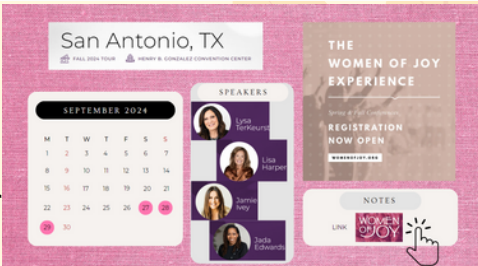 San Antonio, TX
FALL 2024 TOUR HENRY B. GONZALEZ CONVENTION CENTER
SEPTEMBER 2024
M T W T F S S
1 2 3 4 5 6 7
8 9 10 11 12 13 14
15 16 17 18 19 20 21
22 23 24 25 26 27 28
29 30
SPEAKERS
Lysa
TerKeurst
Lisa
Harper
Jamie
Ivey
Jada
Edwards
THE
WOMEN OF JOY
EXPERIENCE
Spring & Fall Conferences
REGISTRATION
NOW OPEN
WOMENOFJOY.ORG
NOTES
LINK
WOMEN
OF JOY